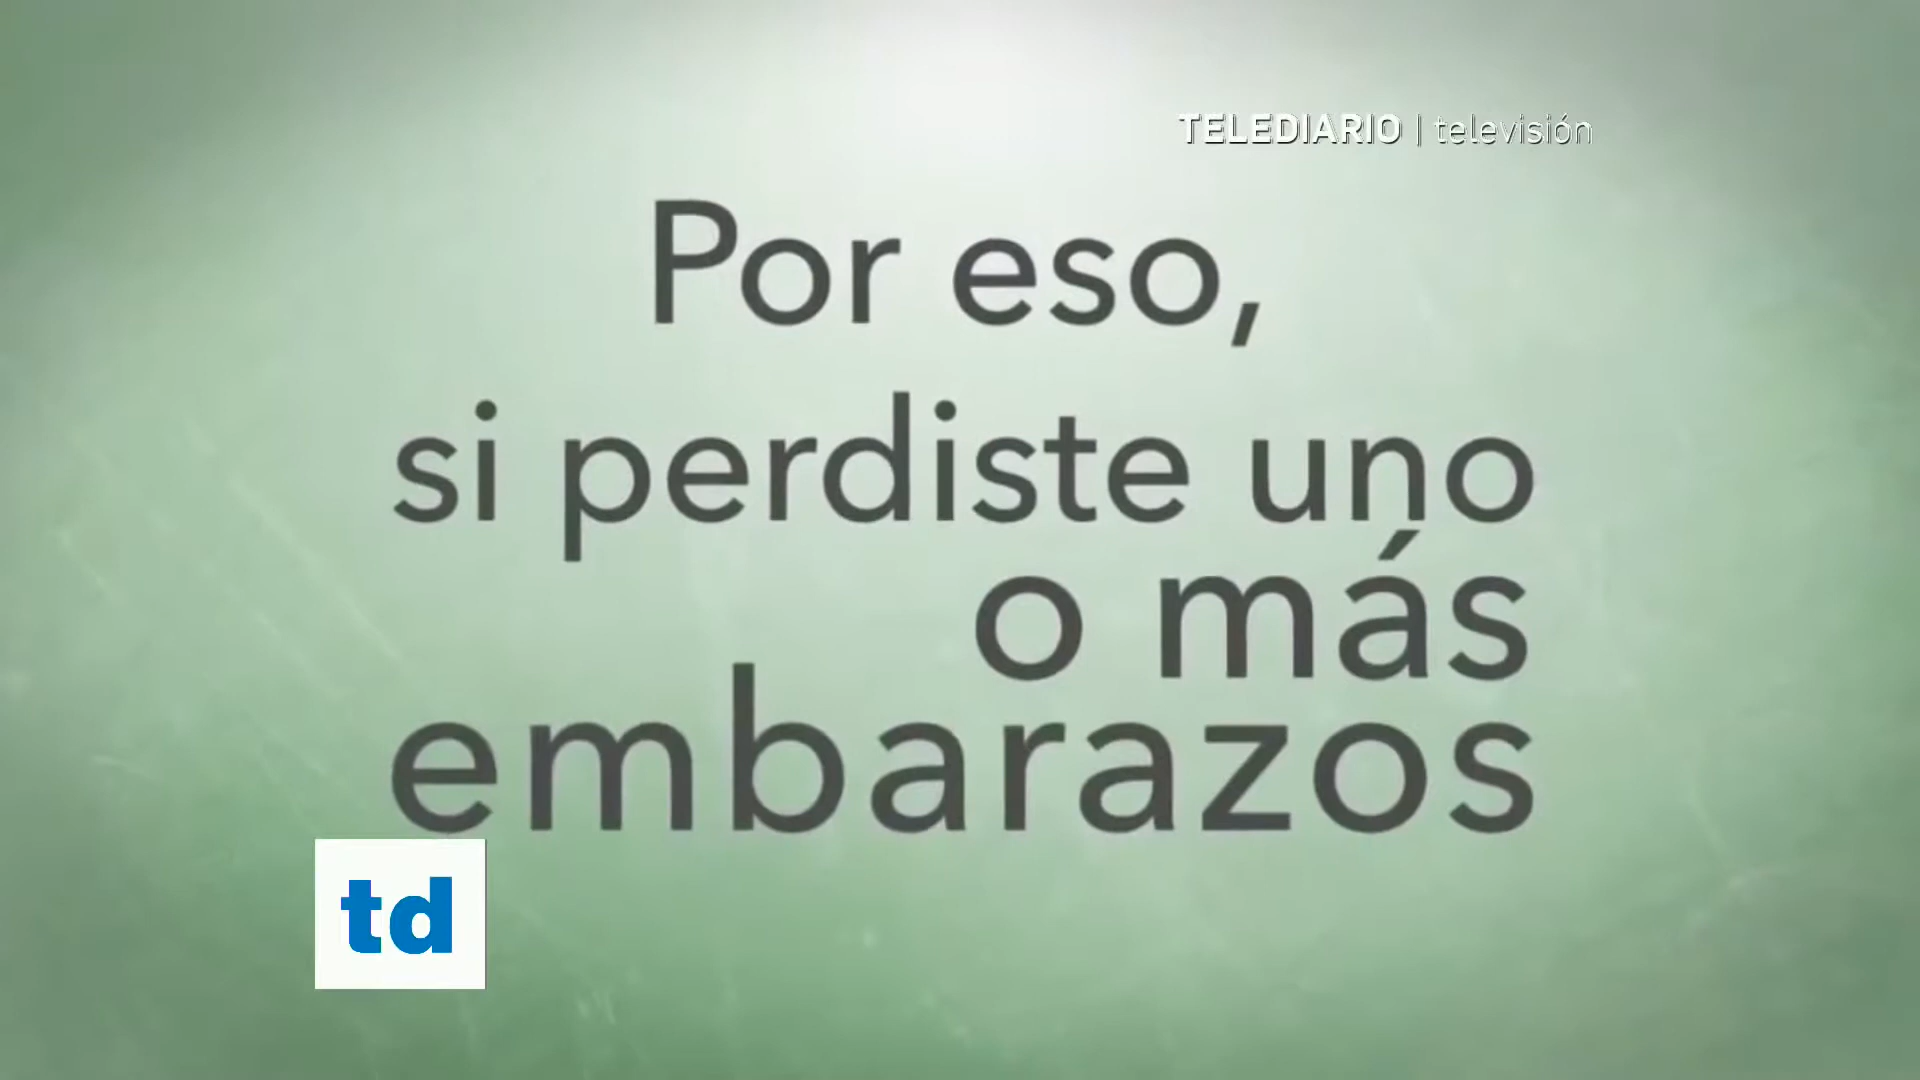 TELEDIARIO | televisión
Por eso,
si perdiste uno
o más
embarazos
td